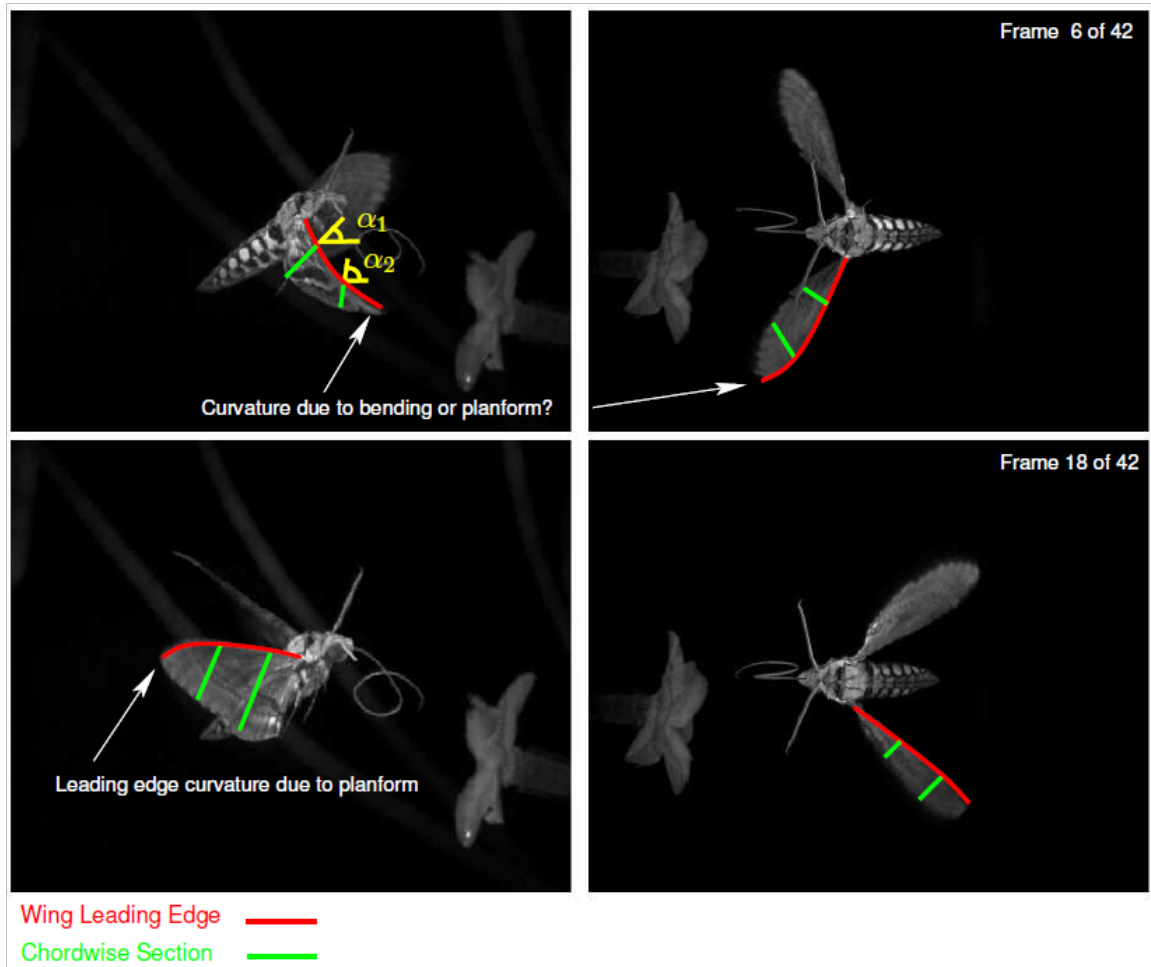 Frame 6 of 42
α1
α2
Curvature due to bending or planform?
Frame 18 of 42
Leading edge curvature due to planform
Wing Leading Edge
Chordwise Section